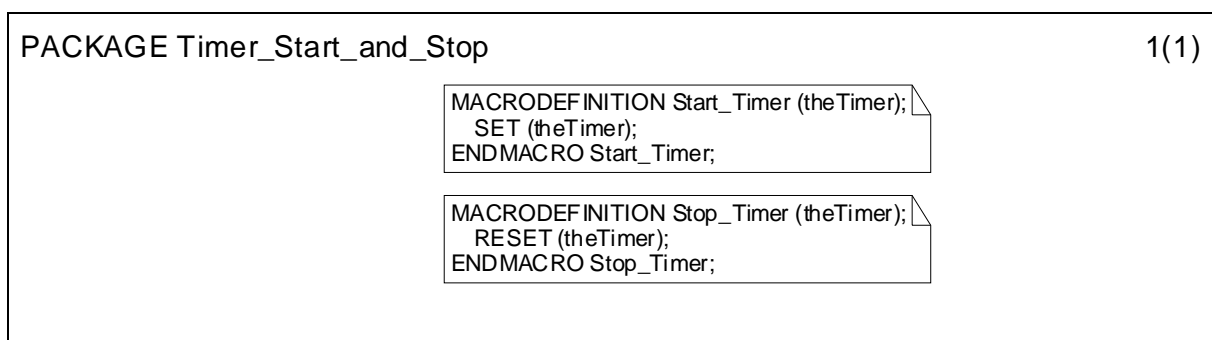 PACKAGE Timer_Start_and_Stop 1(1)
MACRODEFINITION Start_Timer (theTimer);
SET (theTimer);
ENDMACRO Start_Timer;
MACRODEFINITION Stop_Timer (theTimer);
RESET (theTimer);
ENDMACRO Stop_Timer;